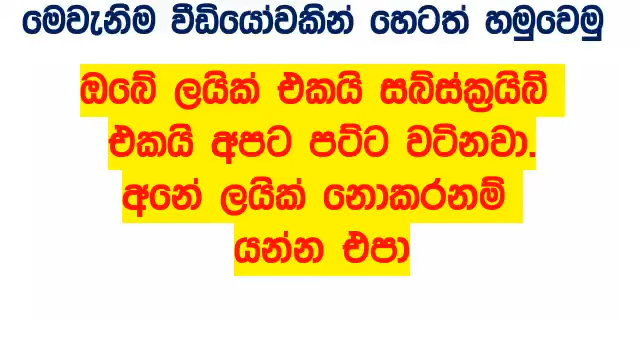 මෙවැනිම වීඩියෝවකින් හෙටත් හමුවෙමු
ඔබේ ලයික් එකයි සබ්ස්ක්‍රයිබ්
එකයි අපට පට්ට වටිනවා.
අනේ ලයික් නොකරනම්
යන්න එපා